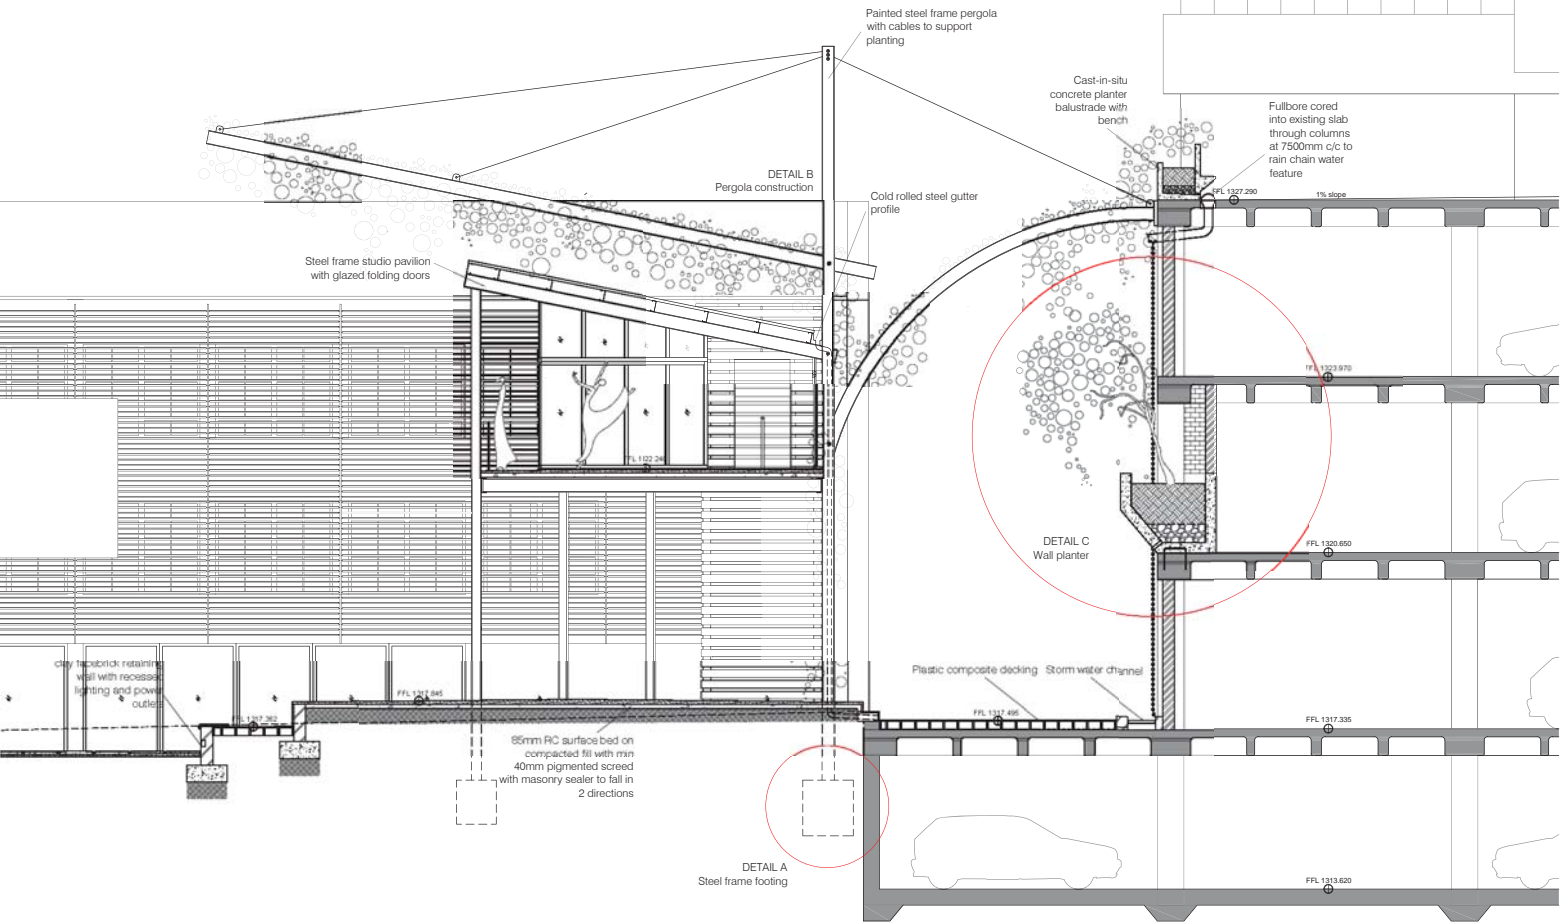 Painted steel frame pergola
with cables to support
planting
Cast-in-situ
concrete planter
balustrade with
bench
Fullbore cored
into existing slab
through columns
at 7500mm c/c to
rain chain water
feature
DETAIL B
Pergola construction
Cold rolled steel gutter
profile
FFL 1327.290
1% slope
Steel frame studio pavilion
with glazed folding doors
FFL 1323.970
FFL 1122.24
DETAIL C
Wall planter
FFL 1320.650
clay facebrick retaining
wall with recessed
lighting and power
outlets
Plastic composite decking
Storm water channel
FFL 1317.845
FFL 1317.362
FFL 1317.495
FFL 1317.335
85mm RC surface bed on
compacted fill with min
40mm pigmented screed
with masonry sealer to fall in
2 directions
DETAIL A
Steel frame footing
FFL 1313.620